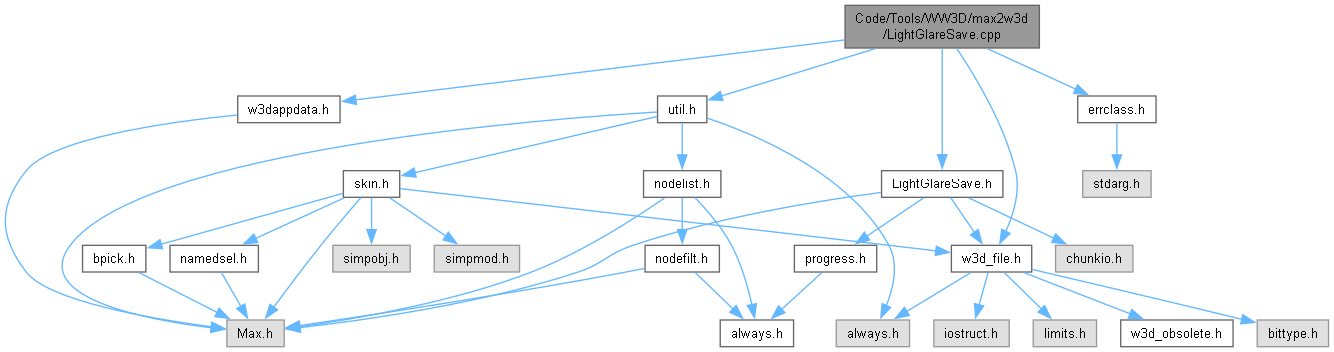 Code/Tools/WW3D/max2w3d
/LightGlareSave.cpp
w3dappdata.h
util.h
errclass.h
skin.h
nodelist.h
LightGlareSave.h
stdarg.h
bpick.h
namedsel.h
simpobj.h
simpmod.h
nodefilt.h
progress.h
w3d_file.h
chunkio.h
Max.h
always.h
always.h
iostruct.h
limits.h
w3d_obsolete.h
bittype.h